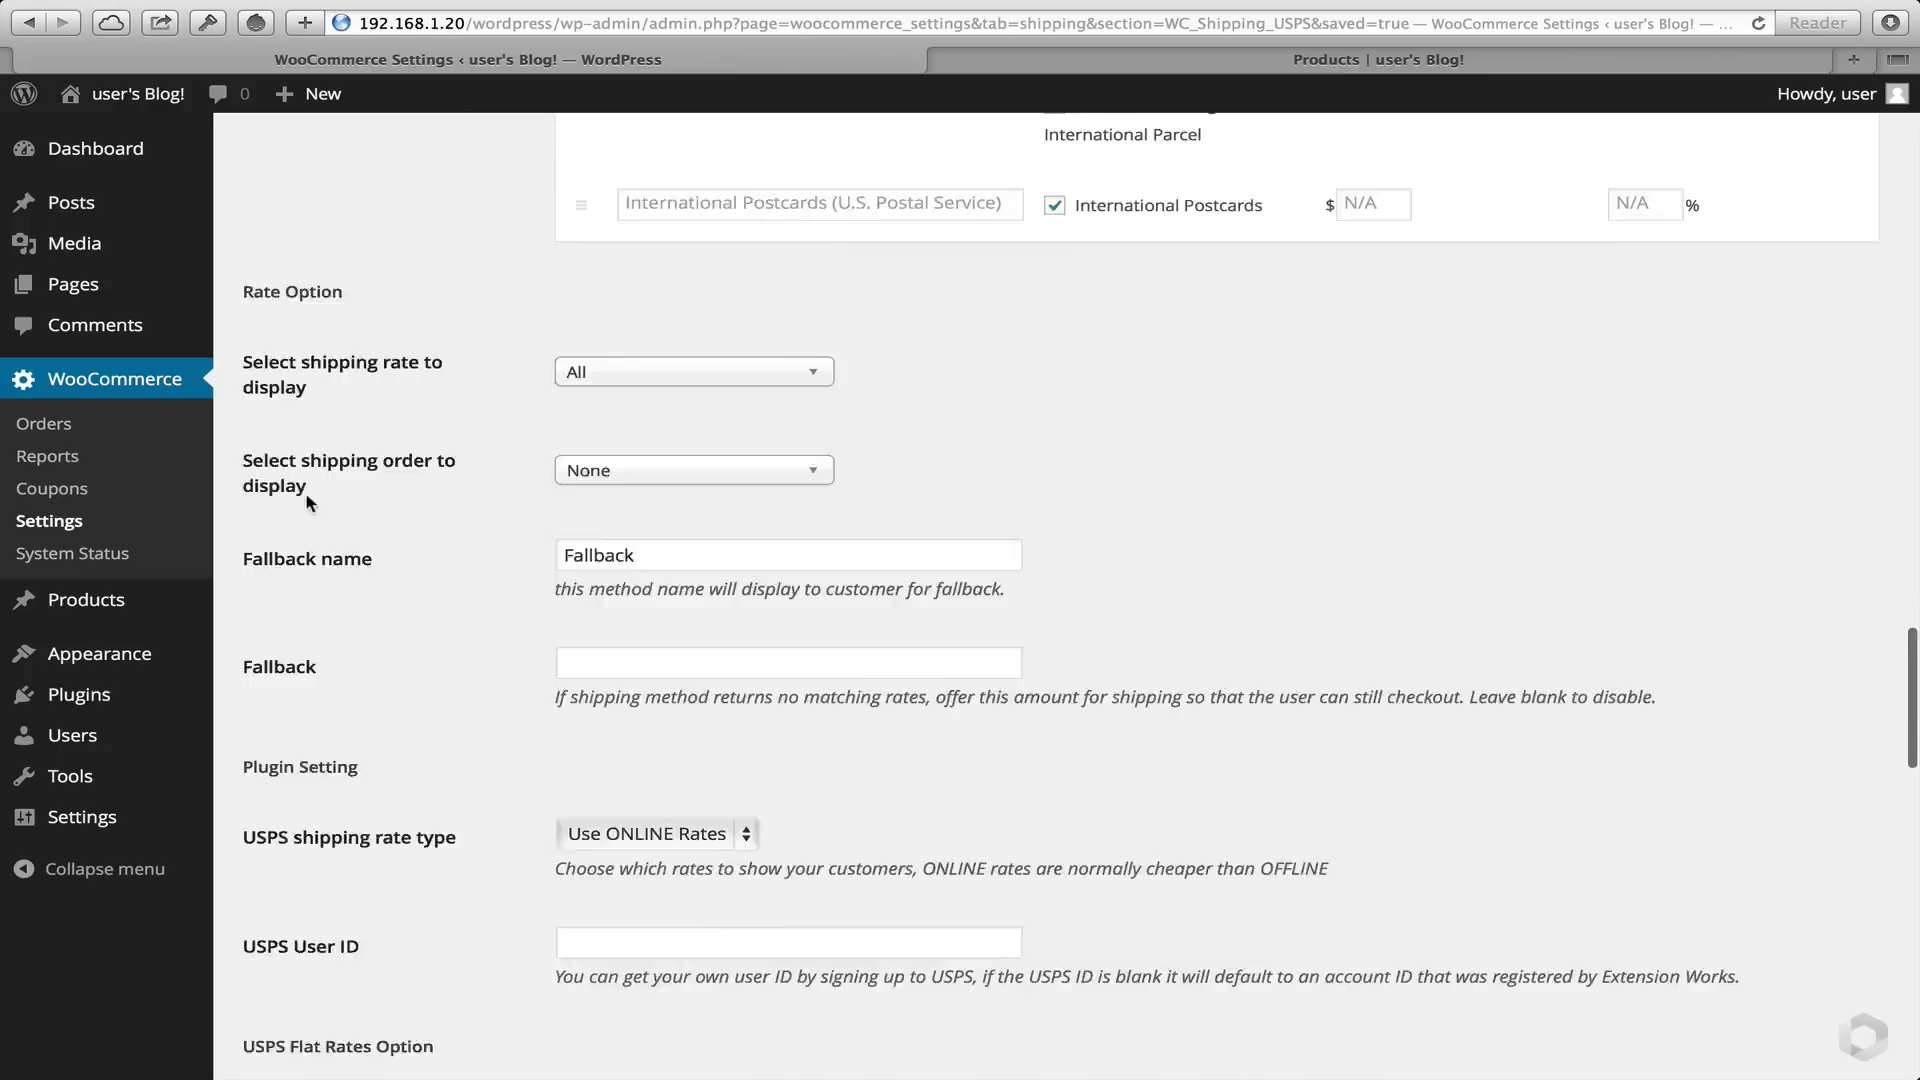 192.168.1.20/wordpress/wp-admin/admin.php?page=woocommerce_settings&tab=shipping&section=WC_Shipping_USPS&saved=true — WooCommerce Settings ‹ user's Blog! — ...
Reader
WooCommerce Settings ‹ user's Blog! — WordPress
Products | user's Blog!
user's Blog!
0
New
Howdy, user
Dashboard
Posts
Media
Pages
Comments
WooCommerce
Orders
Reports
Coupons
Settings
System Status
Products
Appearance
Plugins
Users
Tools
Settings
Collapse menu
International Parcel
International Postcards (U.S. Postal Service)
International Postcards
$ N/A
N/A %
Rate Option
Select shipping rate to
display
All
Select shipping order to
display
None
Fallback name
Fallback
this method name will display to customer for fallback.
Fallback
If shipping method returns no matching rates, offer this amount for shipping so that the user can still checkout. Leave blank to disable.
Plugin Setting
USPS shipping rate type
Use ONLINE Rates
Choose which rates to show your customers, ONLINE rates are normally cheaper than OFFLINE
USPS User ID
You can get your own user ID by signing up to USPS, if the USPS ID is blank it will default to an account ID that was registered by Extension Works.
USPS Flat Rates Option